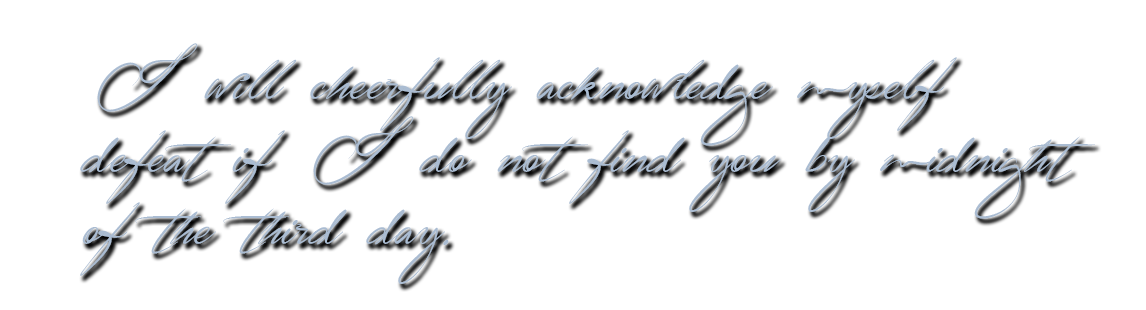 I will cheerfully acknowledge myself
defeat if I do not find you by midnight
of the third day.